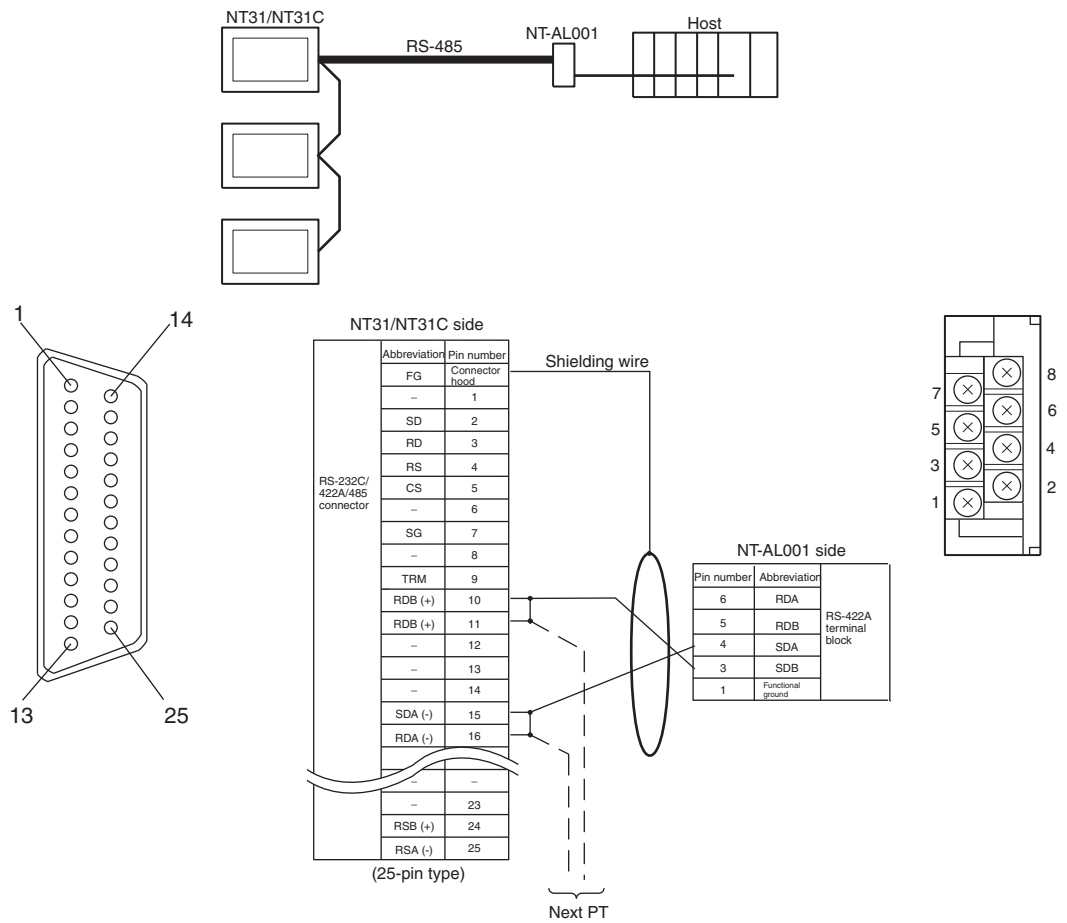 NT31/NT31C
RS-485
NT-AL001
Host
1
14
13
25
NT31/NT31C side
Abbreviation Pin number
FG Connector hood
– 1
SD 2
RD 3
RS 4
CS 5
– 6
SG 7
– 8
TRM 9
RDB (+) 10
RDB (+) 11
– 12
– 13
– 14
SDA (-) 15
RDA (-) 16
– –
– 23
RSB (+) 24
RSA (-) 25
RS-232C/
422A/485
connector
(25-pin type)
Shielding wire
Next PT
NT-AL001 side
Pin number Abbreviation
6 RDA
5 RDB
4 SDA
3 SDB
1 Functional ground
RS-422A
terminal
block
8
7
6
5
4
3
2
1